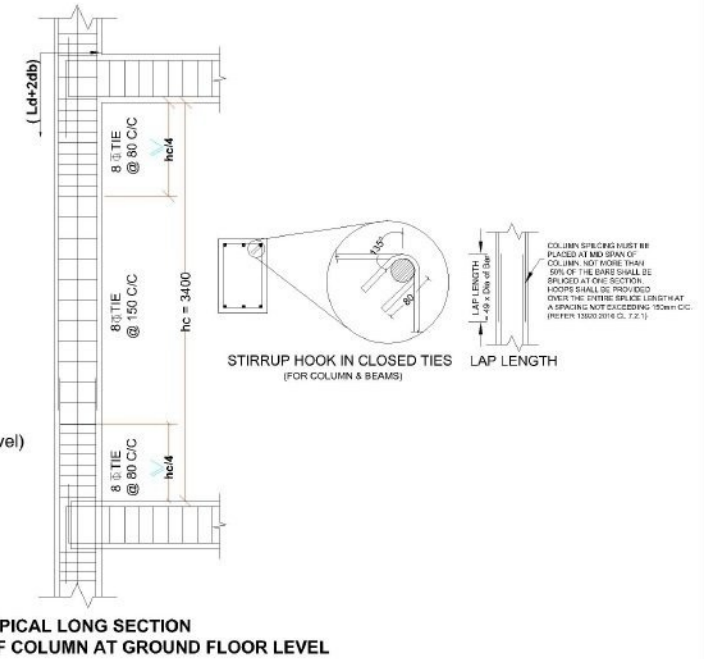 ( Ld+2db)
8 Φ TIE
@ 80 C/C
hc/4
8 Φ TIE
@ 150 C/C
hc = 3400
8 Φ TIE
@ 80 C/C
hc/4
vel)
135°
80
STIRRUP HOOK IN CLOSED TIES
(FOR COLUMN & BEAMS)
LAP LENGTH
= 49 x Dia of Bar
LAP LENGTH
COLUMN SPLICING MUST BE
PLACED AT MID SPAN OF
COLUMN. NOT MORE THAN
50% OF THE BARS SHALL BE
SPLICED AT ONE SECTION.
HOOPS SHALL BE PROVIDED
OVER THE ENTIRE SPLICE LENGTH AT
A SPACING NOT EXCEEDING 150mm C/C.
(REFER 13920:2016 CL. 7.2.1)
PICAL LONG SECTION
F COLUMN AT GROUND FLOOR LEVEL